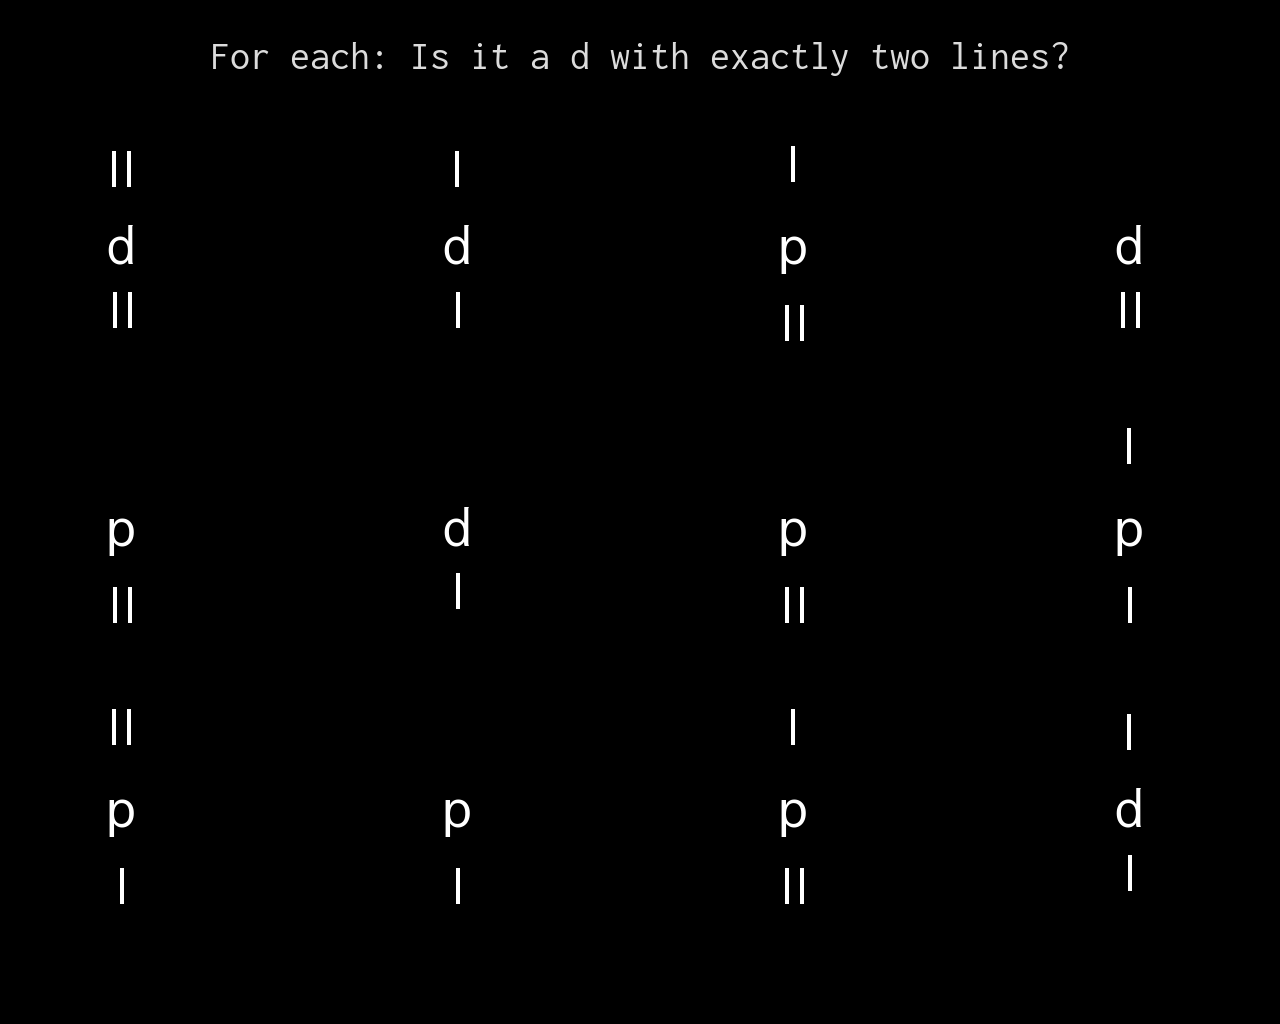 For each: Is it a d with exactly two lines?
|| | |
d d p d
|| | || ||
|
p d p p
|| | || |
|| | |
p p p d
| | || |